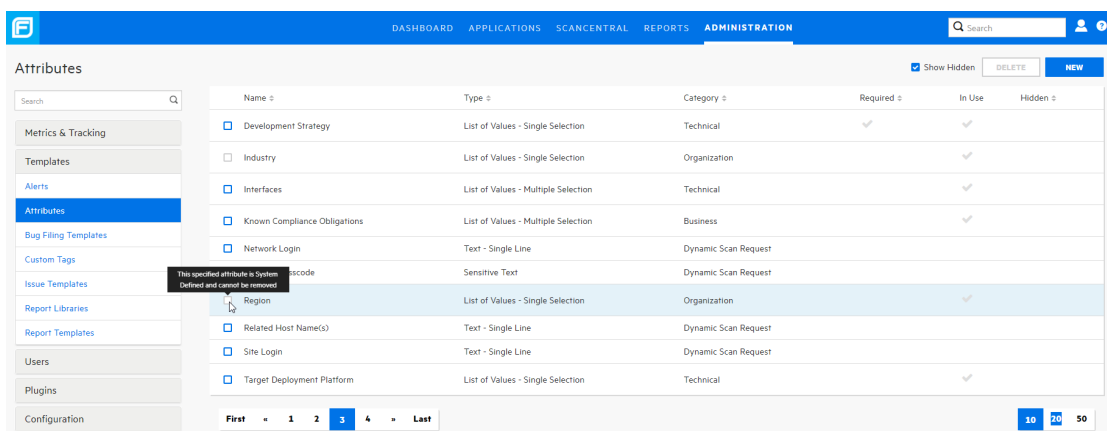 DASHBOARD APPLICATIONS SCANCENTRAL REPORTS ADMINISTRATION Search
Attributes
Show Hidden DELETE NEW
Search
Metrics & Tracking
Templates
Alerts
Attributes
Bug Filing Templates
Custom Tags
Issue Templates
Report Libraries
Report Templates
Users
Plugins
Configuration
Name Type Category Required In Use Hidden
Development Strategy List of Values - Single Selection Technical
Industry List of Values - Single Selection Organization
Interfaces List of Values - Multiple Selection Technical
Known Compliance Obligations List of Values - Multiple Selection Business
Network Login Text - Single Line Dynamic Scan Request
This specified attribute is System
Defined and cannot be removed
sscode Sensitive Text Dynamic Scan Request
Region List of Values - Single Selection Organization
Related Host Name(s) Text - Single Line Dynamic Scan Request
Site Login Text - Single Line Dynamic Scan Request
Target Deployment Platform List of Values - Single Selection Technical
First « 1 2 3 4 » Last
10 20 50